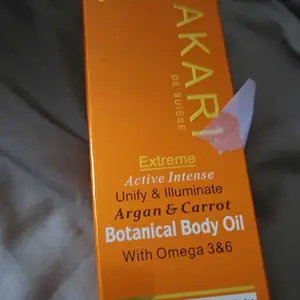 AKARI
DE SUISSE
Extreme
Active Intense
Unify & Illuminate
Argan & Carrot
Botanical Body Oil
With Omega 3&6